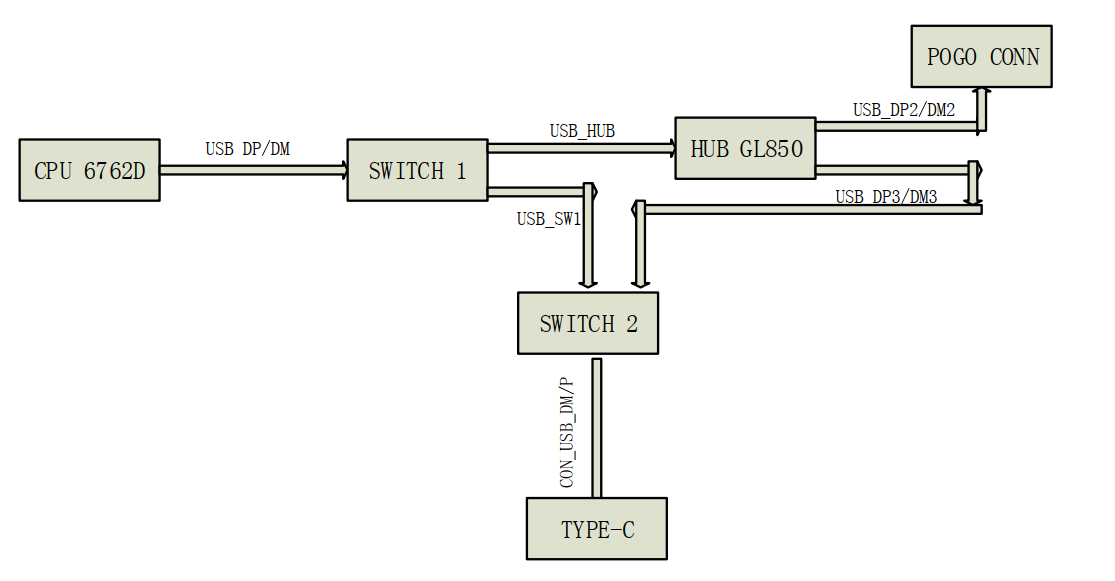 POGO CONN
USB_DP2/DM2
USB_HUB
USB DP/DM
HUB GL850
CPU 6762D
SWITCH 1
USB_DP3/DM3
USB_SW1
SWITCH 2
CON_USB_DM/P
TYPE-C